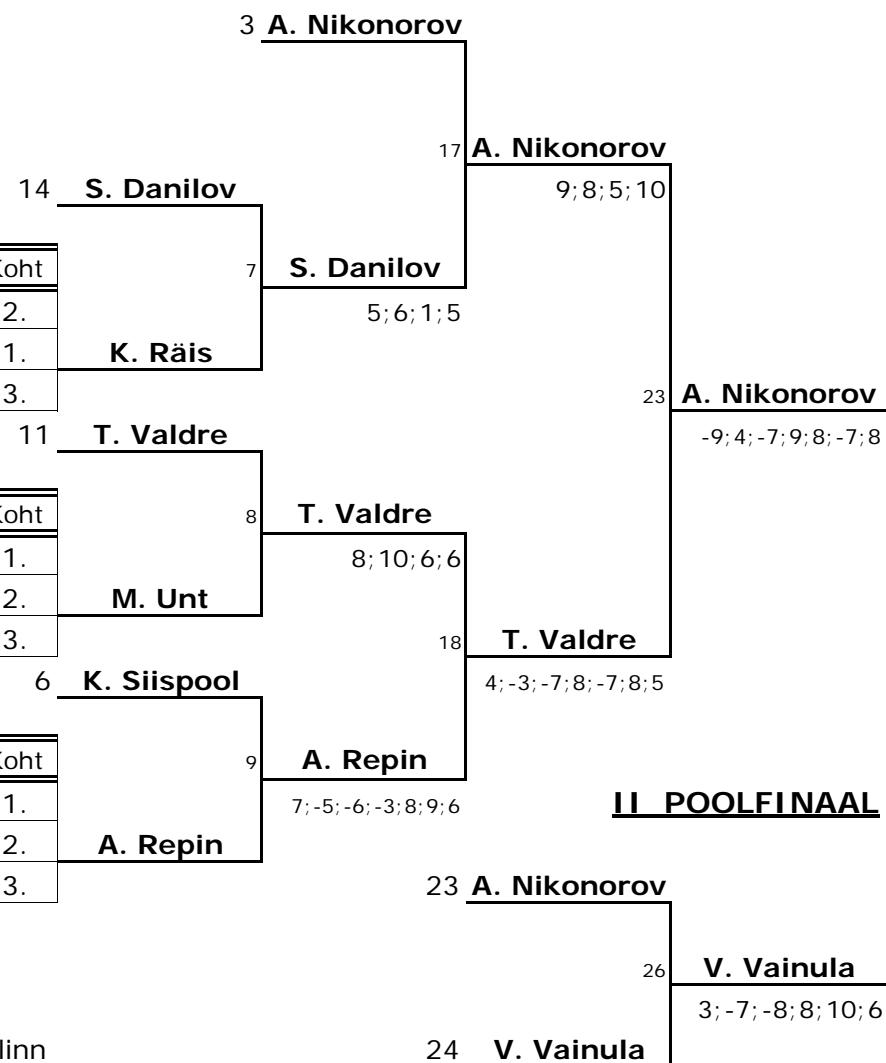 3 A. Nikonorov
17 A. Nikonorov
14 S. Danilov 9;8;5;10
Koht 7 S. Danilov
2. 5;6;1;5
1. K. Räis
3. 23 A. Nikonorov
11 T. Valdre -9;4;-7;9;8;-7;8
Koht 8 T. Valdre
1. 8;10;6;6
2. M. Unt
3. 18 T. Valdre
6 K. Siispool 4;-3;-7;8;-7;8;5
Koht 9 A. Repin
1. 7;-5;-6;-3;8;9;6 II POOLFINAAL
2. A. Repin
3. 23 A. Nikonorov
26 V. Vainula
3;-7;-8;8;10;6
linn 24 V. Vainula